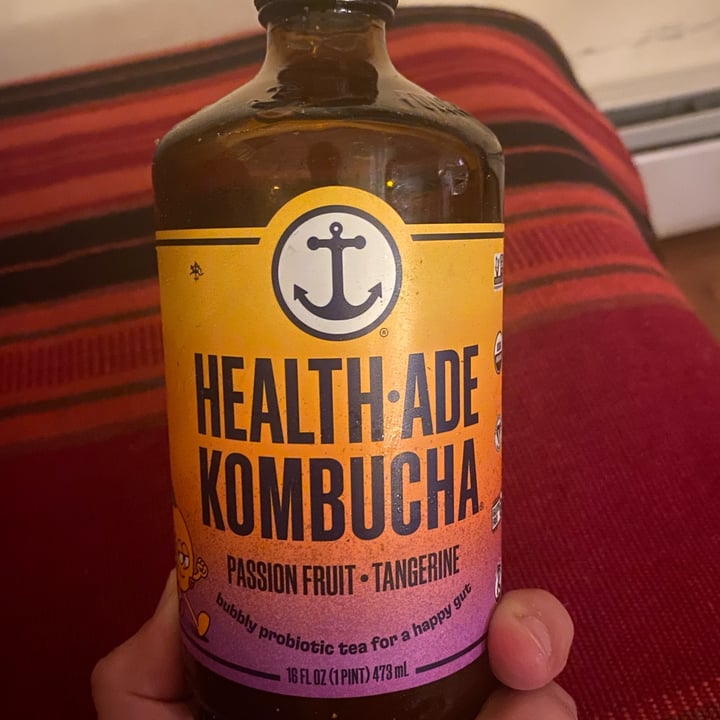 HEALTH·ADE
KOMBUCHA
PASSION FRUIT · TANGERINE
bubbly probiotic tea for a happy gut
16 FL OZ (1 PINT) 473 mL